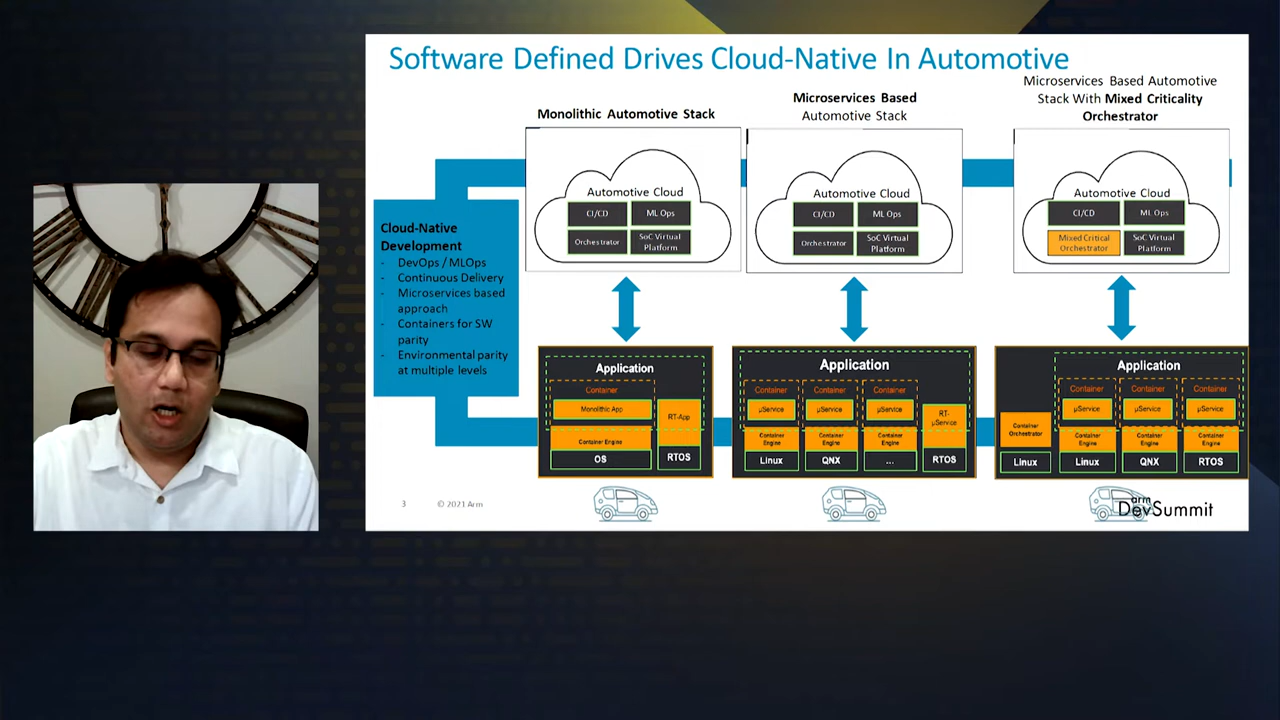 Software Defined Drives Cloud-Native In Automotive
Monolithic Automotive Stack
Microservices Based
Automotive Stack
Microservices Based Automotive
Stack With Mixed Criticality
Orchestrator
Cloud-Native
Development
- DevOps / MLOps
- Continuous Delivery
- Microservices based
approach
- Containers for SW
parity
- Environmental parity
at multiple levels
Automotive Cloud
CI/CD
ML Ops
Orchestrator
SoC Virtual
Platform
Automotive Cloud
CI/CD
ML Ops
Orchestrator
SoC Virtual
Platform
Automotive Cloud
CI/CD
ML Ops
Mixed Critical
Orchestrator
SoC Virtual
Platform
Application
Container
Monolithic App
Container Engine
OS
RT-App
RTOS
Application
Container
Container
Container
µService
µService
µService
RT-
µService
Container
Engine
Container
Engine
Container
Engine
Linux
QNX
...
RTOS
Application
Container
Container
Container
µService
µService
µService
Container
Orchestrator
Container
Engine
Container
Engine
Container
Engine
Linux
Linux
QNX
RTOS
3
© 2021 Arm
arm
DevSummit